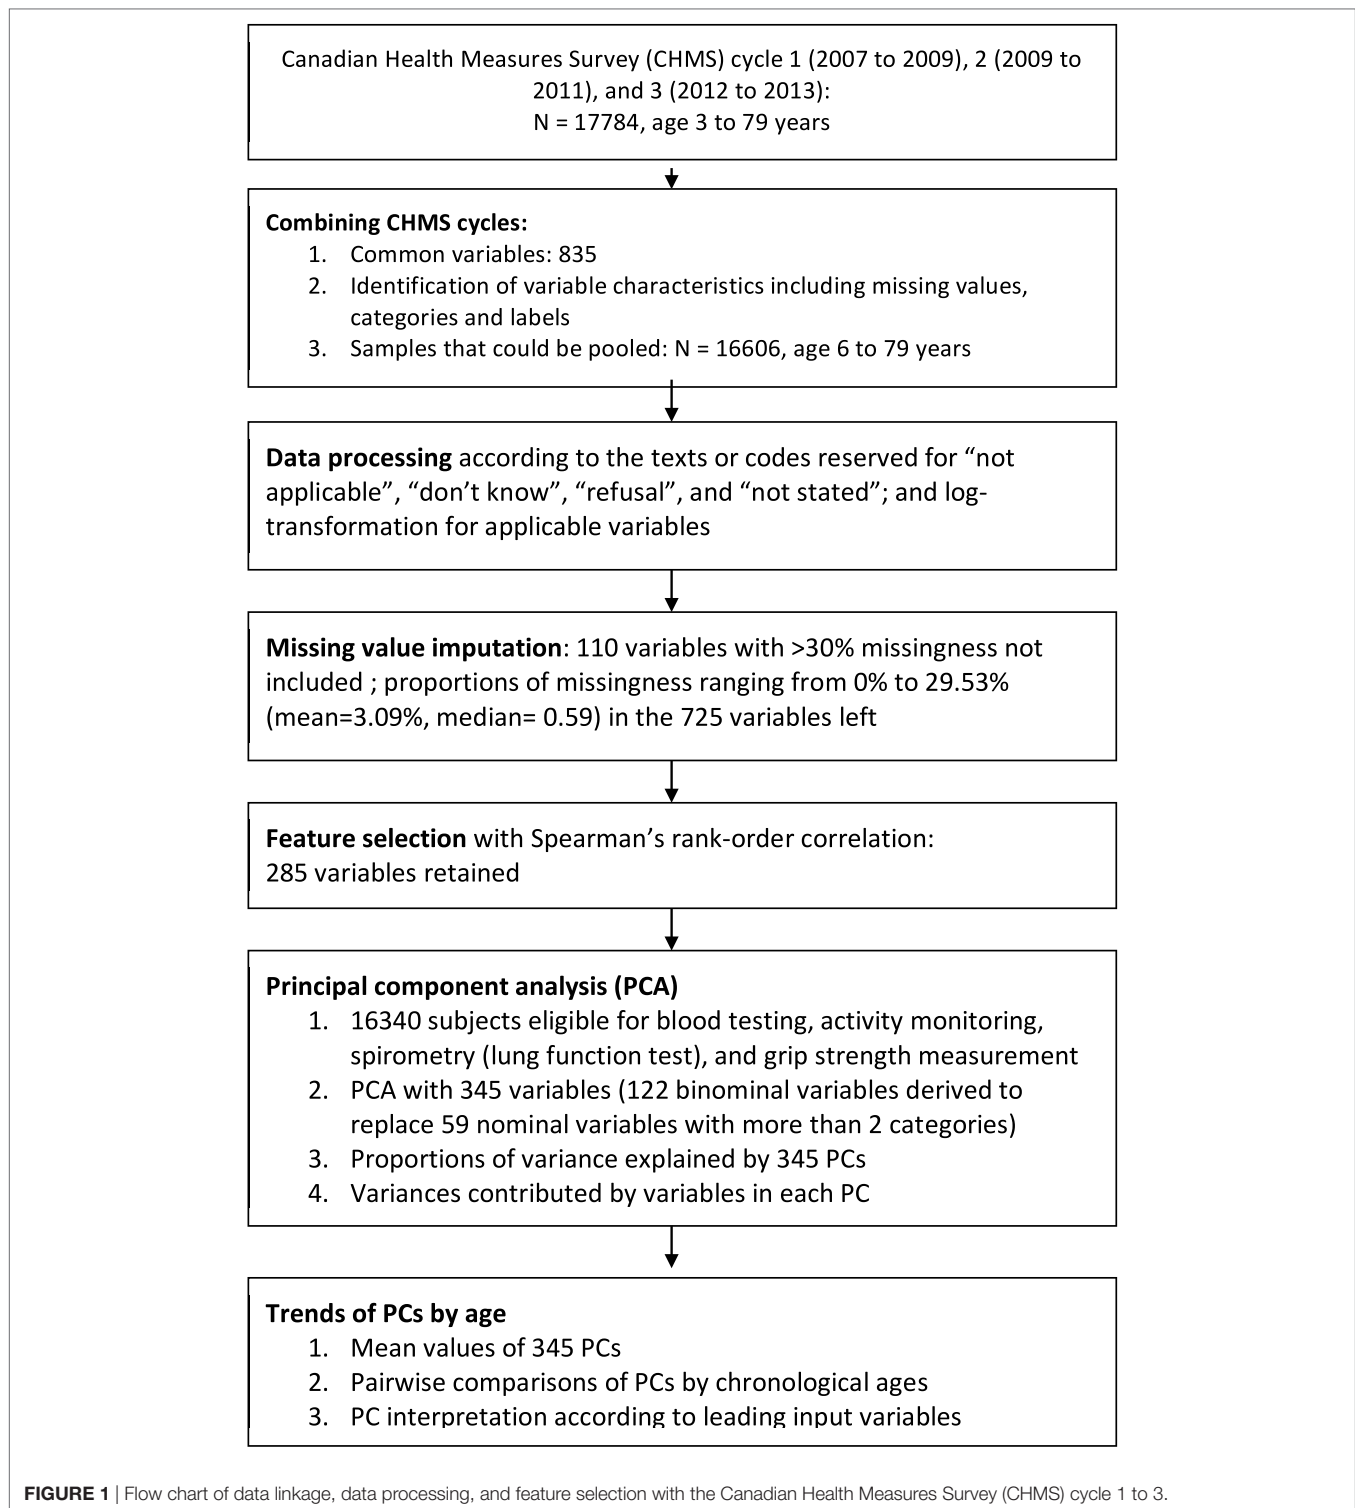 Canadian Health Measures Survey (CHMS) cycle 1 (2007 to 2009), 2 (2009 to
2011), and 3 (2012 to 2013):
N = 17784, age 3 to 79 years
Combining CHMS cycles:
1. Common variables: 835
2. Identification of variable characteristics including missing values,
categories and labels
3. Samples that could be pooled: N = 16606, age 6 to 79 years
Data processing according to the texts or codes reserved for “not
applicable”, “don’t know”, “refusal”, and “not stated”; and log-
transformation for applicable variables
Missing value imputation: 110 variables with >30% missingness not
included ; proportions of missingness ranging from 0% to 29.53%
(mean=3.09%, median= 0.59) in the 725 variables left
Feature selection with Spearman’s rank-order correlation:
285 variables retained
Principal component analysis (PCA)
1. 16340 subjects eligible for blood testing, activity monitoring,
spirometry (lung function test), and grip strength measurement
2. PCA with 345 variables (122 binominal variables derived to
replace 59 nominal variables with more than 2 categories)
3. Proportions of variance explained by 345 PCs
4. Variances contributed by variables in each PC
Trends of PCs by age
1. Mean values of 345 PCs
2. Pairwise comparisons of PCs by chronological ages
3. PC interpretation according to leading input variables
FIGURE 1 | Flow chart of data linkage, data processing, and feature selection with the Canadian Health Measures Survey (CHMS) cycle 1 to 3.